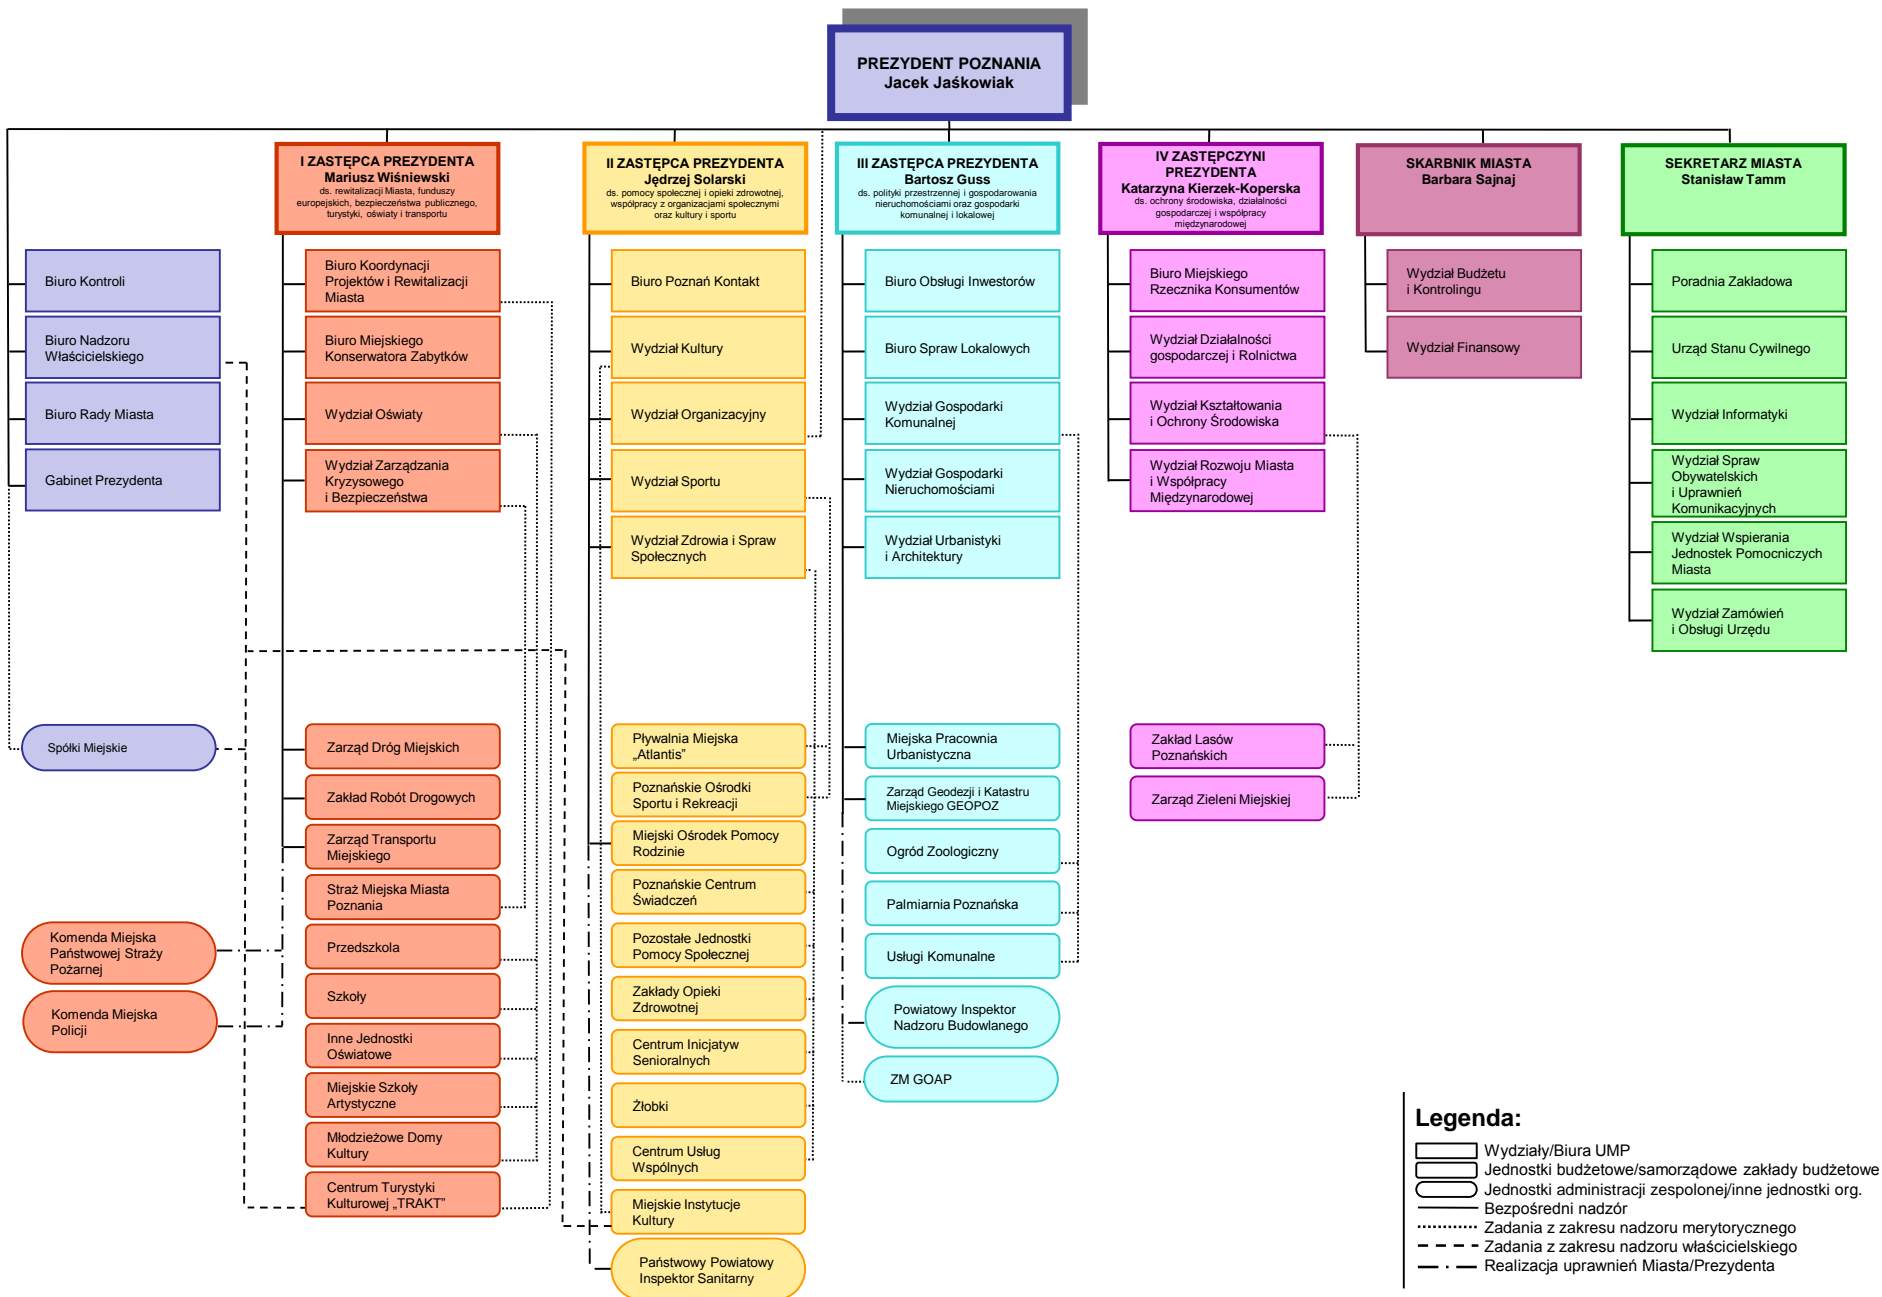 PREZYDENT POZNANIA
Jacek Jaśkowiak
I ZASTĘPCA PREZYDENTA
Mariusz Wiśniewski
ds. rewitalizacji Miasta, funduszy
europejskich, bezpieczeństwa publicznego,
turystyki, oświaty i transportu
II ZASTĘPCA PREZYDENTA
Jędrzej Solarski
ds. pomocy społecznej i opieki zdrowotnej,
współpracy z organizacjami społecznymi
oraz kultury i sportu
III ZASTĘPCA PREZYDENTA
Bartosz Guss
ds. polityki przestrzennej i gospodarowania
nieruchomościami oraz gospodarki
komunalnej i lokalowej
IV ZASTĘPCZYNI
PREZYDENTA
Katarzyna Kierzek-Koperska
ds. ochrony środowiska, działalności
gospodarczej i współpracy
międzynarodowej
SKARBNIK MIASTA
Barbara Sajnaj
SEKRETARZ MIASTA
Stanisław Tamm
Biuro Kontroli
Biuro Nadzoru
Właścicielskiego
Biuro Rady Miasta
Gabinet Prezydenta
Spółki Miejskie
Komenda Miejska
Państwowej Straży
Pożarnej
Komenda Miejska
Policji
Biuro Koordynacji
Projektów i Rewitalizacji
Miasta
Biuro Miejskiego
Konserwatora Zabytków
Wydział Oświaty
Wydział Zarządzania
Kryzysowego
i Bezpieczeństwa
Zarząd Dróg Miejskich
Zakład Robót Drogowych
Zarząd Transportu
Miejskiego
Straż Miejska Miasta
Poznania
Przedszkola
Szkoły
Inne Jednostki
Oświatowe
Miejskie Szkoły
Artystyczne
Młodzieżowe Domy
Kultury
Centrum Turystyki
Kulturowej „TRAKT”
Biuro Poznań Kontakt
Wydział Kultury
Wydział Organizacyjny
Wydział Sportu
Wydział Zdrowia i Spraw
Społecznych
Pływalnia Miejska
„Atlantis”
Poznańskie Ośrodki
Sportu i Rekreacji
Miejski Ośrodek Pomocy
Rodzinie
Poznańskie Centrum
Świadczeń
Pozostałe Jednostki
Pomocy Społecznej
Zakłady Opieki
Zdrowotnej
Centrum Inicjatyw
Senioralnych
Żłobki
Centrum Usług
Wspólnych
Miejskie Instytucje
Kultury
Państwowy Powiatowy
Inspektor Sanitarny
Biuro Obsługi Inwestorów
Biuro Spraw Lokalowych
Wydział Gospodarki
Komunalnej
Wydział Gospodarki
Nieruchomościami
Wydział Urbanistyki
i Architektury
Miejska Pracownia
Urbanistyczna
Zarząd Geodezji i Katastru
Miejskiego GEOPOZ
Ogród Zoologiczny
Palmiarnia Poznańska
Usługi Komunalne
Powiatowy Inspektor
Nadzoru Budowlanego
ZM GOAP
Biuro Miejskiego
Rzecznika Konsumentów
Wydział Działalności
gospodarczej i Rolnictwa
Wydział Kształtowania
i Ochrony Środowiska
Wydział Rozwoju Miasta
i Współpracy
Międzynarodowej
Zakład Lasów
Poznańskich
Zarząd Zieleni Miejskiej
Wydział Budżetu
i Kontrolingu
Wydział Finansowy
Poradnia Zakładowa
Urząd Stanu Cywilnego
Wydział Informatyki
Wydział Spraw
Obywatelskich
i Uprawnień
Komunikacyjnych
Wydział Wspierania
Jednostek Pomocniczych
Miasta
Wydział Zamówień
i Obsługi Urzędu
Legenda:
Wydziały/Biura UMP
Jednostki budżetowe/samorządowe zakłady budżetowe
Jednostki administracji zespolonej/inne jednostki org.
Bezpośredni nadzór
Zadania z zakresu nadzoru merytorycznego
Zadania z zakresu nadzoru właścicielskiego
Realizacja uprawnień Miasta/Prezydenta